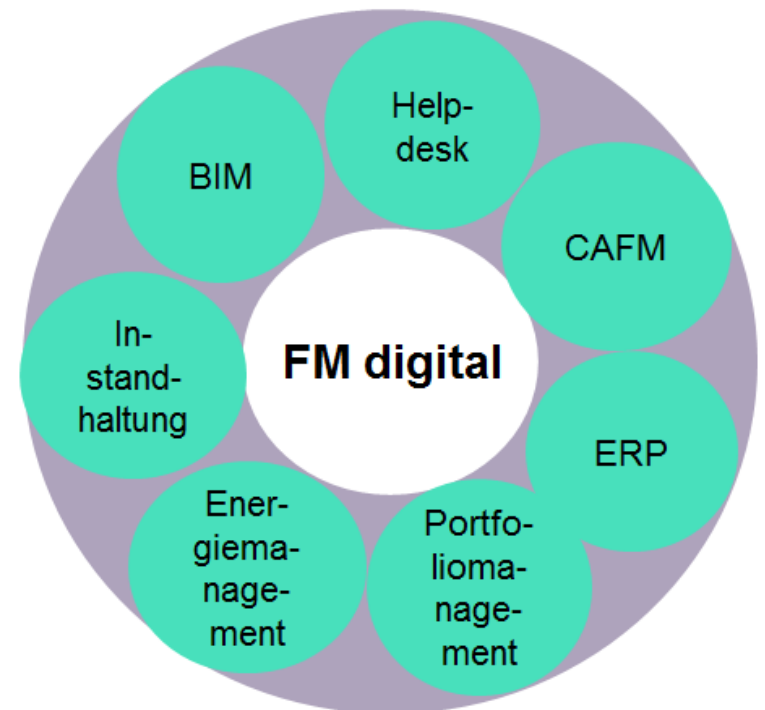 Help-
desk
BIM
CAFM
In-
stand-
haltung
FM digital
ERP
Ener-
giema-
nage-
ment
Portfo-
lioma-
nage-
ment